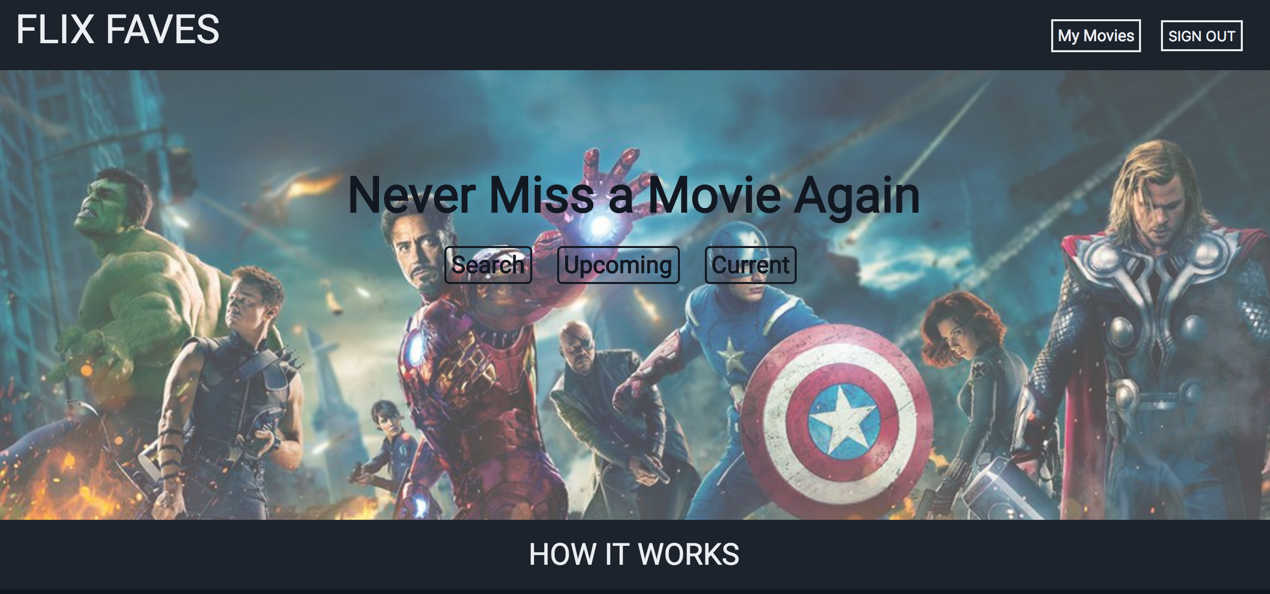 FLIX FAVES
My Movies SIGN OUT
Never Miss a Movie Again
Search Upcoming Current
HOW IT WORKS